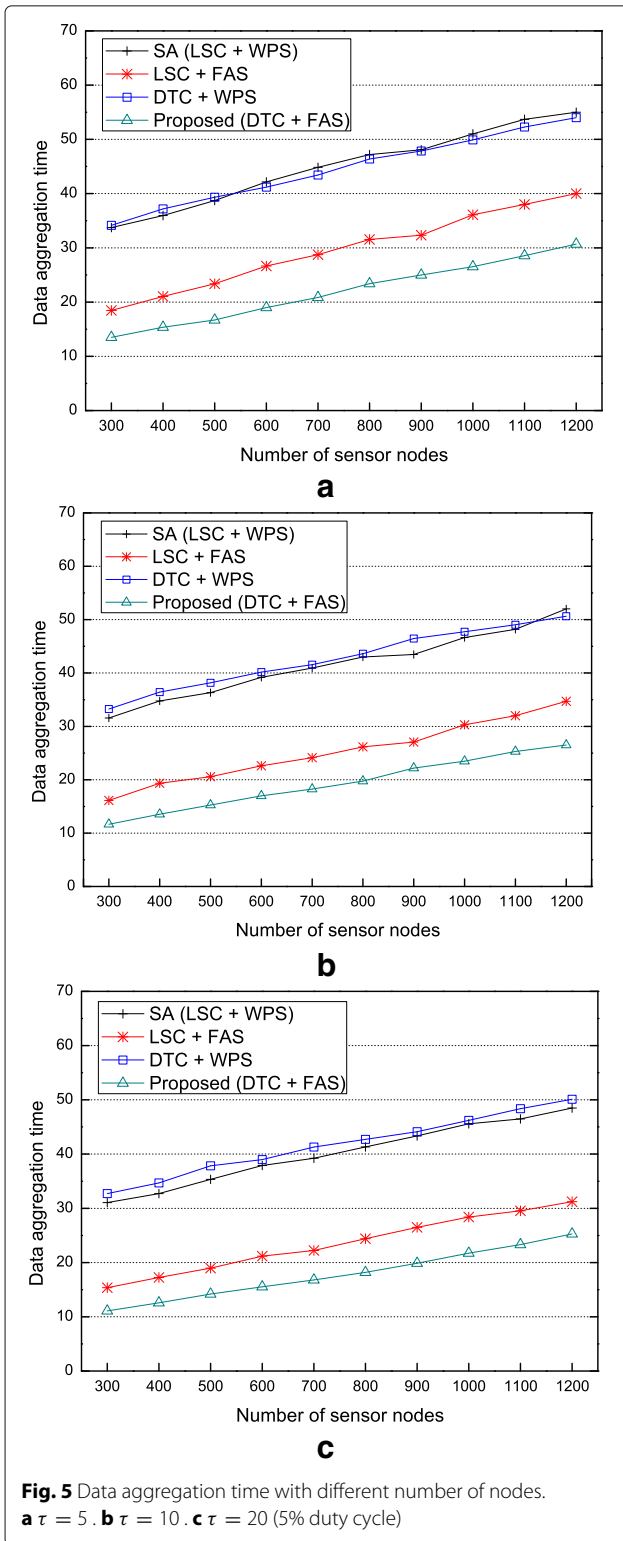 70
60
50
40
30
20
10
0
Data aggregation time
SA (LSC + WPS)
LSC + FAS
DTC + WPS
Proposed (DTC + FAS)
300 400 500 600 700 800 900 1000 1100 1200
Number of sensor nodes
a
70
60
50
40
30
20
10
0
Data aggregation time
SA (LSC + WPS)
LSC + FAS
DTC + WPS
Proposed (DTC + FAS)
300 400 500 600 700 800 900 1000 1100 1200
Number of sensor nodes
b
70
60
50
40
30
20
10
0
Data aggregation time
SA (LSC + WPS)
LSC + FAS
DTC + WPS
Proposed (DTC + FAS)
300 400 500 600 700 800 900 1000 1100 1200
Number of sensor nodes
c
Fig. 5 Data aggregation time with different number of nodes.
a τ = 5 . b τ = 10 . c τ = 20 (5% duty cycle)